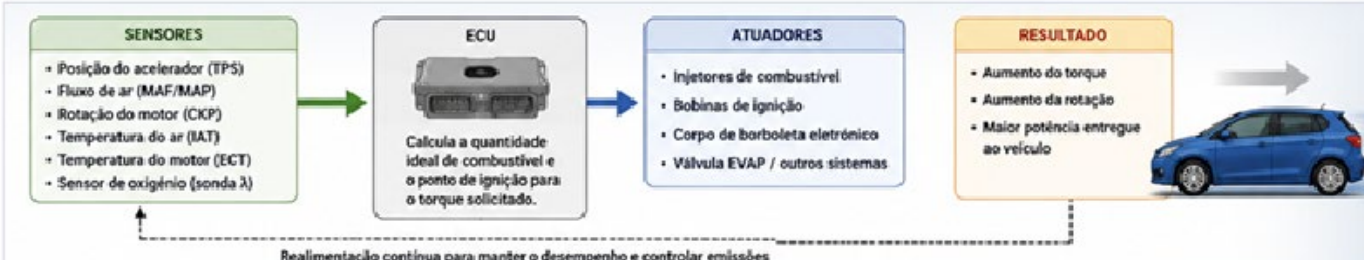 SENSORES
• Posição do acelerador (TPS)
• Fluxo de ar (MAF/MAP)
• Rotação do motor (CKP)
• Temperatura do ar (IAT)
• Temperatura do motor (ECT)
• Sensor de oxigénio (sonda λ)
ECU
Calcula a quantidade
ideal de combustível e
o ponto de ignição para
o torque solicitado.
ATUADORES
• Injetores de combustível
• Bobinas de ignição
• Corpo de borboleta eletrónico
• Válvula EVAP / outros sistemas
RESULTADO
• Aumento do torque
• Aumento da rotação
• Maior potência entregue
ao veículo
Realimentação contínua para manter o desempenho e controlar emissões